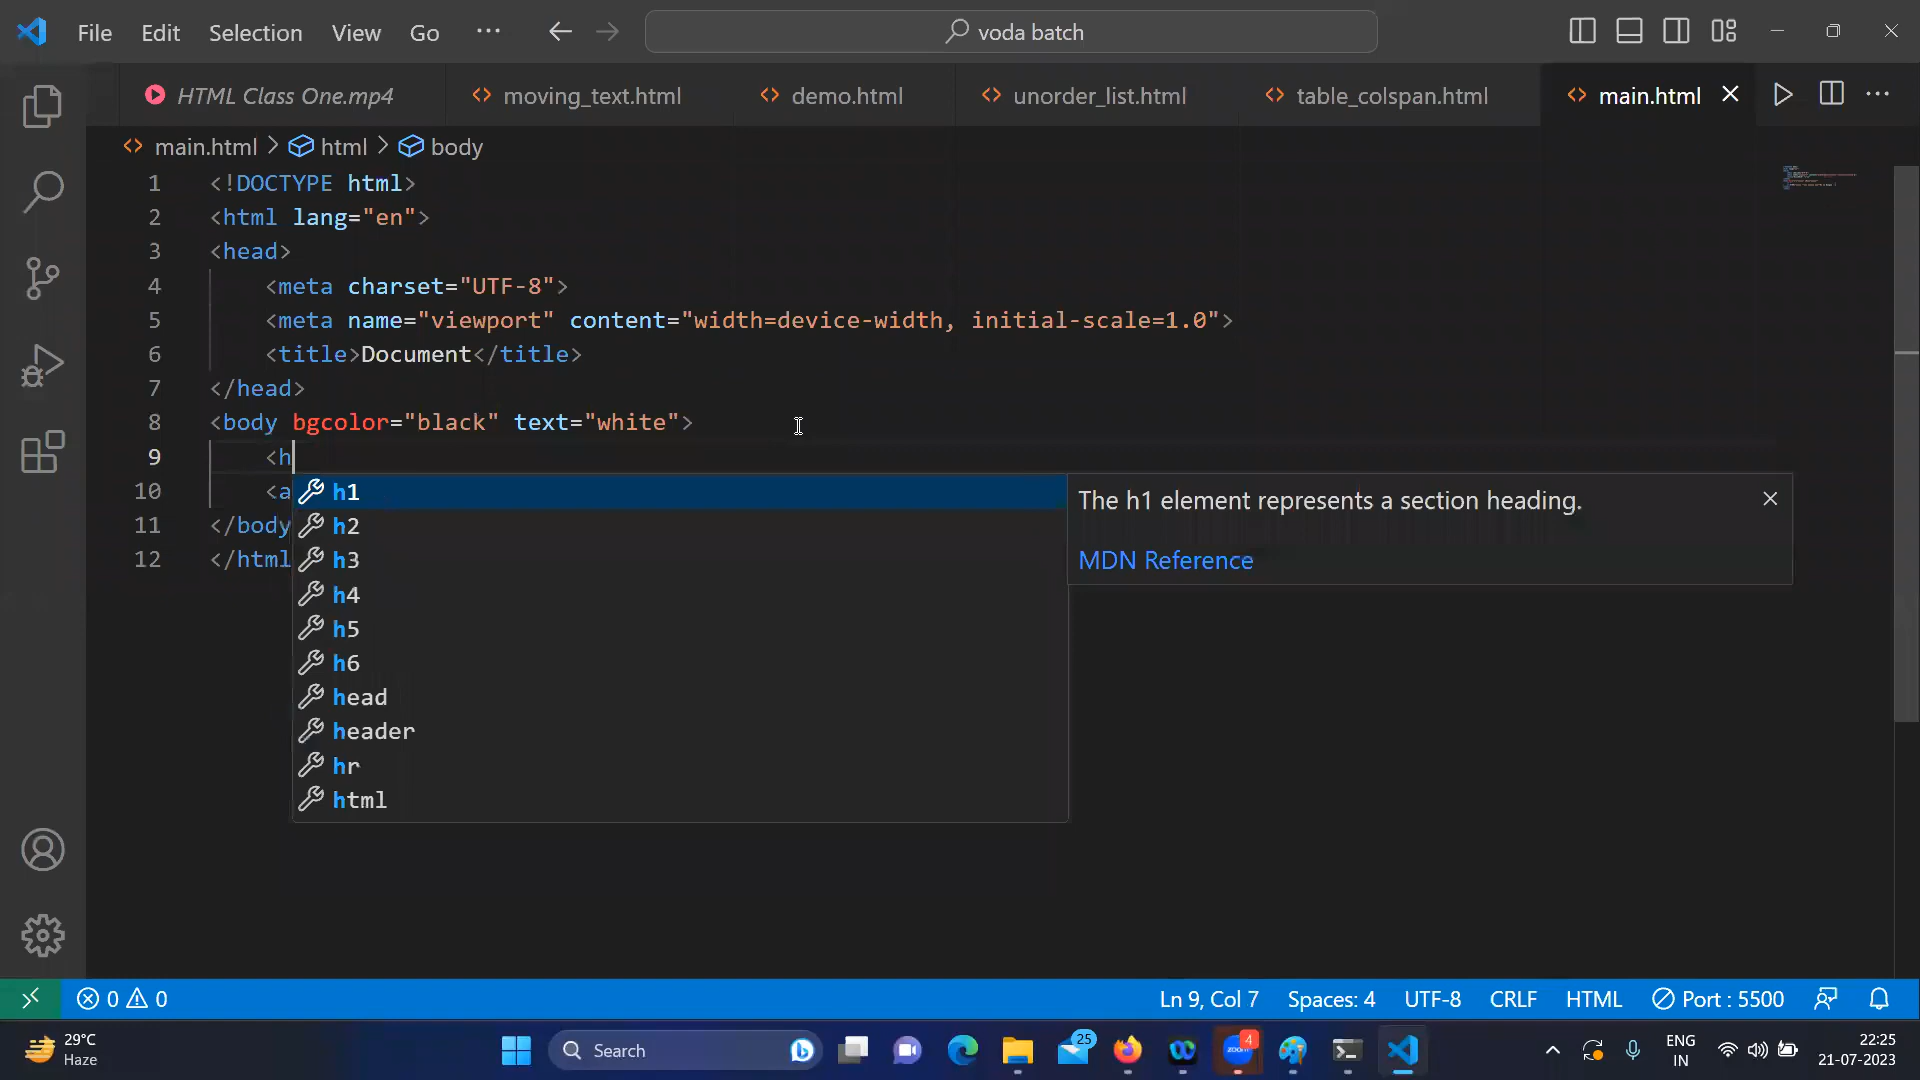 File Edit Selection View Go ··· voda batch
HTML Class One.mp4 moving_text.html demo.html unorder_list.html table_colspan.html main.html
main.html > html > body
1 <!DOCTYPE html>
2 <html lang="en">
3 <head>
4 <meta charset="UTF-8">
5 <meta name="viewport" content="width=device-width, initial-scale=1.0">
6 <title>Document</title>
7 </head>
8 <body bgcolor="black" text="white">
9 <h
10 <a
11 </body
12 </html
h1
h2
h3
h4
h5
h6
head
header
hr
html
The h1 element represents a section heading.
MDN Reference
0 0 Ln 9, Col 7 Spaces: 4 UTF-8 CRLF HTML Port : 5500
29°C
Haze
Search
25
zoom
4
ENG
IN
22:25
21-07-2023